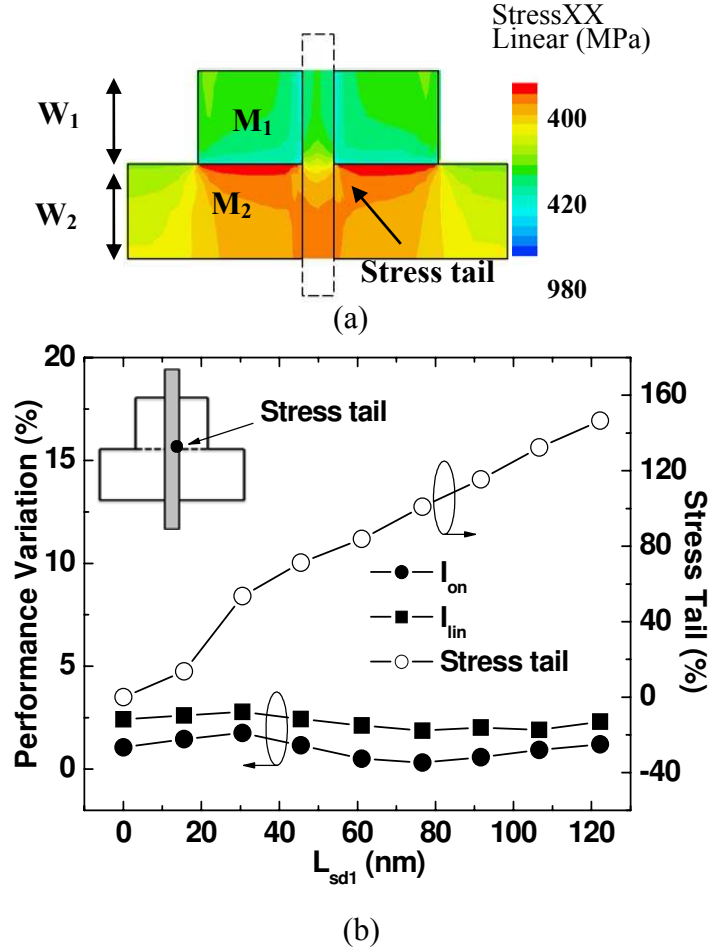 (a)
StressXX
Linear (MPa)
400
420
980
W1
M1
W2
M2
Stress tail
(a)
20
15
10
5
0
Performance Variation (%)
Stress tail
Ion
Ilin
Stress tail
160
120
80
40
0
-40
Stress Tail (%)
0 20 40 60 80 100 120
Lsd1 (nm)
(b)